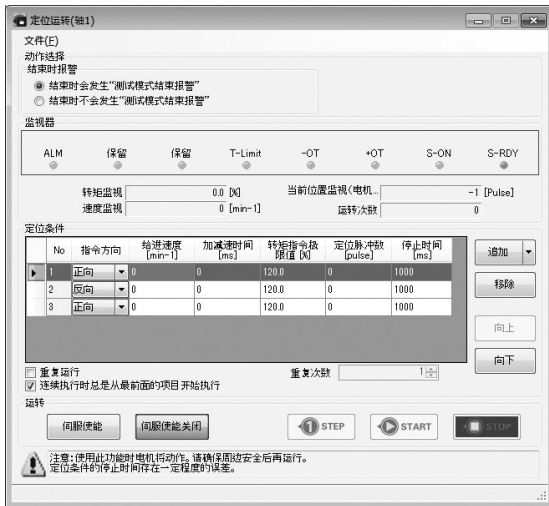 定位运转(轴1)
文件(F)
动作选择
结束时报警
结束时会发生“测试模式结束报警”
结束时不会发生“测试模式结束报警”
监视器
ALM 保留 保留 T-Limit -OT +OT S-ON S-RDY
转矩监视 0.0 [%] 当前位置监视(电机... -1 [Pulse]
速度监视 0 [min-1] 运转次数 0
定位条件
No 指令方向 给进速度 [min-1] 加减速时间 [ms] 转矩指令极限值 [%] 定位脉冲数 [pulse] 停止时间 [ms]
1 正向 0 0 120.0 0 1000
2 反向 0 0 120.0 0 1000
3 正向 0 0 120.0 0 1000
追加
移除
向上
向下
重复运行 重复次数 1
连续执行时总是从最前面的项目开始执行
运转
伺服使能 伺服使能关闭 1 STEP START STOP
注意:使用此功能时电机将动作。请确保周边安全后再运行。
定位条件的停止时间存在一定程度的误差。